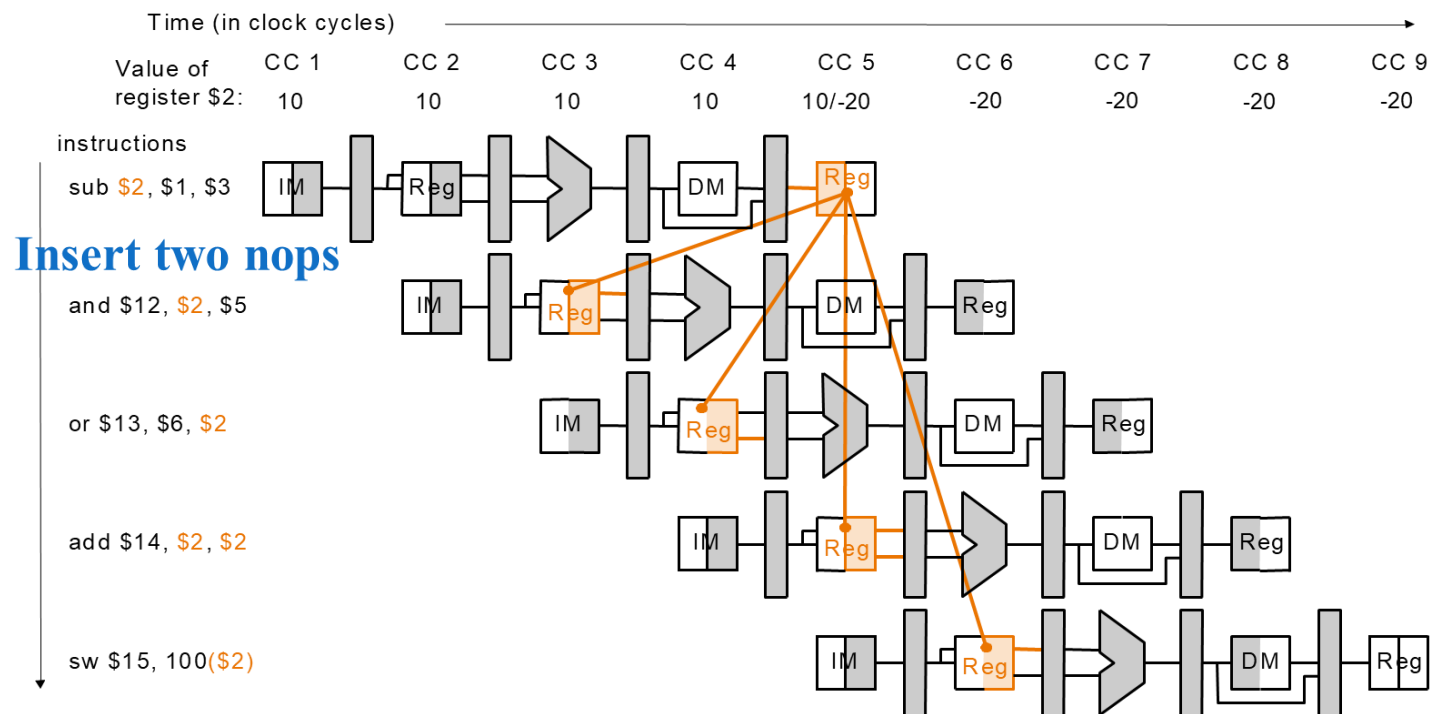 Time (in clock cycles)
Value of register $2:
CC 1 CC 2 CC 3 CC 4 CC 5 CC 6 CC 7 CC 8 CC 9
10 10 10 10 10/-20 -20 -20 -20 -20
instructions
sub $2, $1, $3
IM Reg DM Reg
Insert two nops
and $12, $2, $5
IM Reg DM Reg
or $13, $6, $2
IM Reg DM Reg
add $14, $2, $2
IM Reg DM Reg
sw $15, 100($2)
IM Reg DM Reg